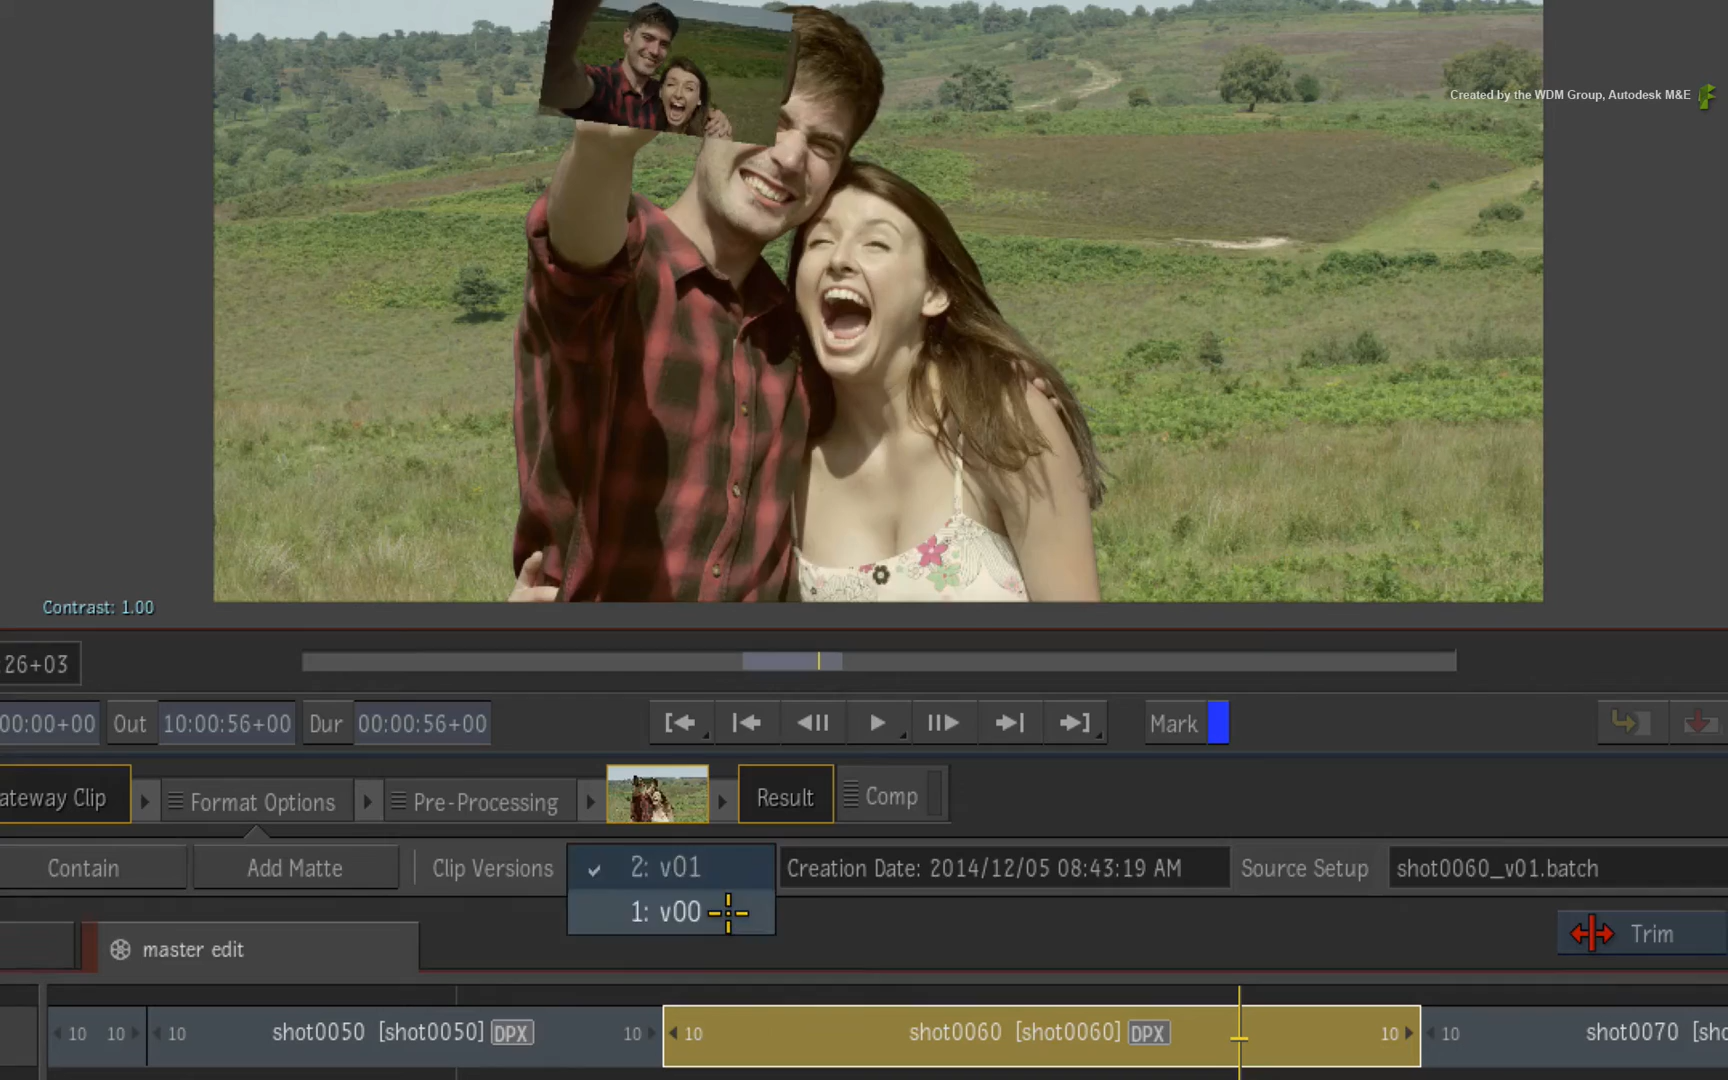 Created by the WDM Group, Autodesk M&E
Contrast: 1.00
:26+03
00:00+00 Out 10:00:56+00 Dur 00:00:56+00 Mark
ateway Clip Format Options Pre-Processing Result Comp
Contain Add Matte Clip Versions 2: v01 Creation Date: 2014/12/05 08:43:19 AM Source Setup shot0060_v01.batch
1: v00
master edit Trim
10 10 10 shot0050 [shot0050] DPX 10 10 shot0060 [shot0060] DPX 10 10 shot0070 [sho